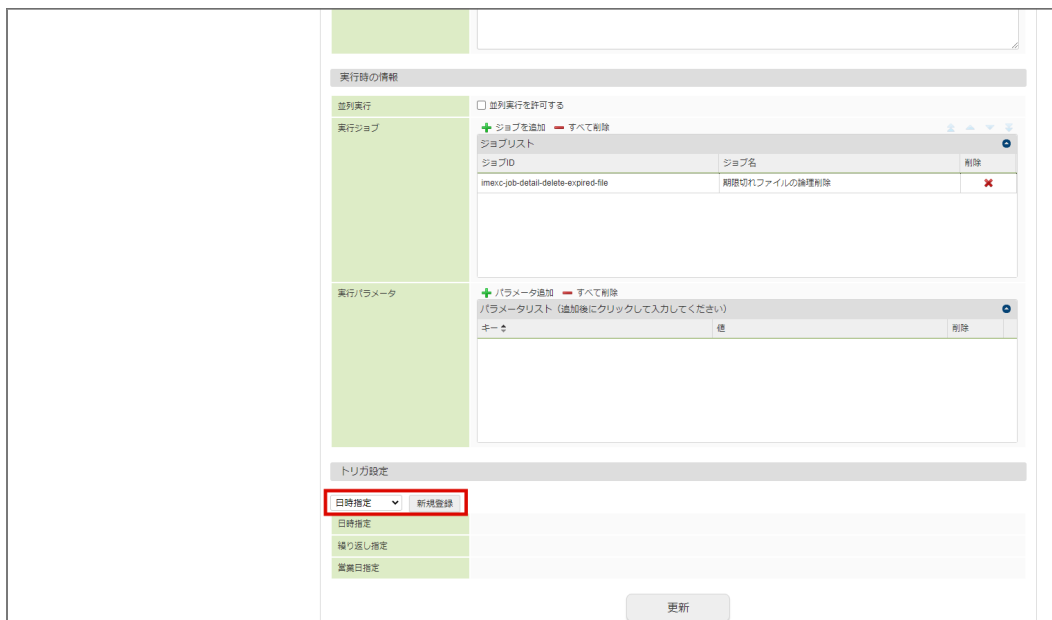 実行時の情報
並列実行 並列実行を許可する
実行ジョブ ジョブを追加 すべて削除
ジョブリスト
ジョブID ジョブ名 削除
imexc-job-detail-delete-expired-file 期限切れファイルの論理削除
実行パラメータ パラメータ追加 すべて削除
パラメータリスト（追加後にクリックして入力してください）
キー 値 削除
トリガ設定
日時指定 新規登録
日時指定
繰り返し指定
営業日指定
更新